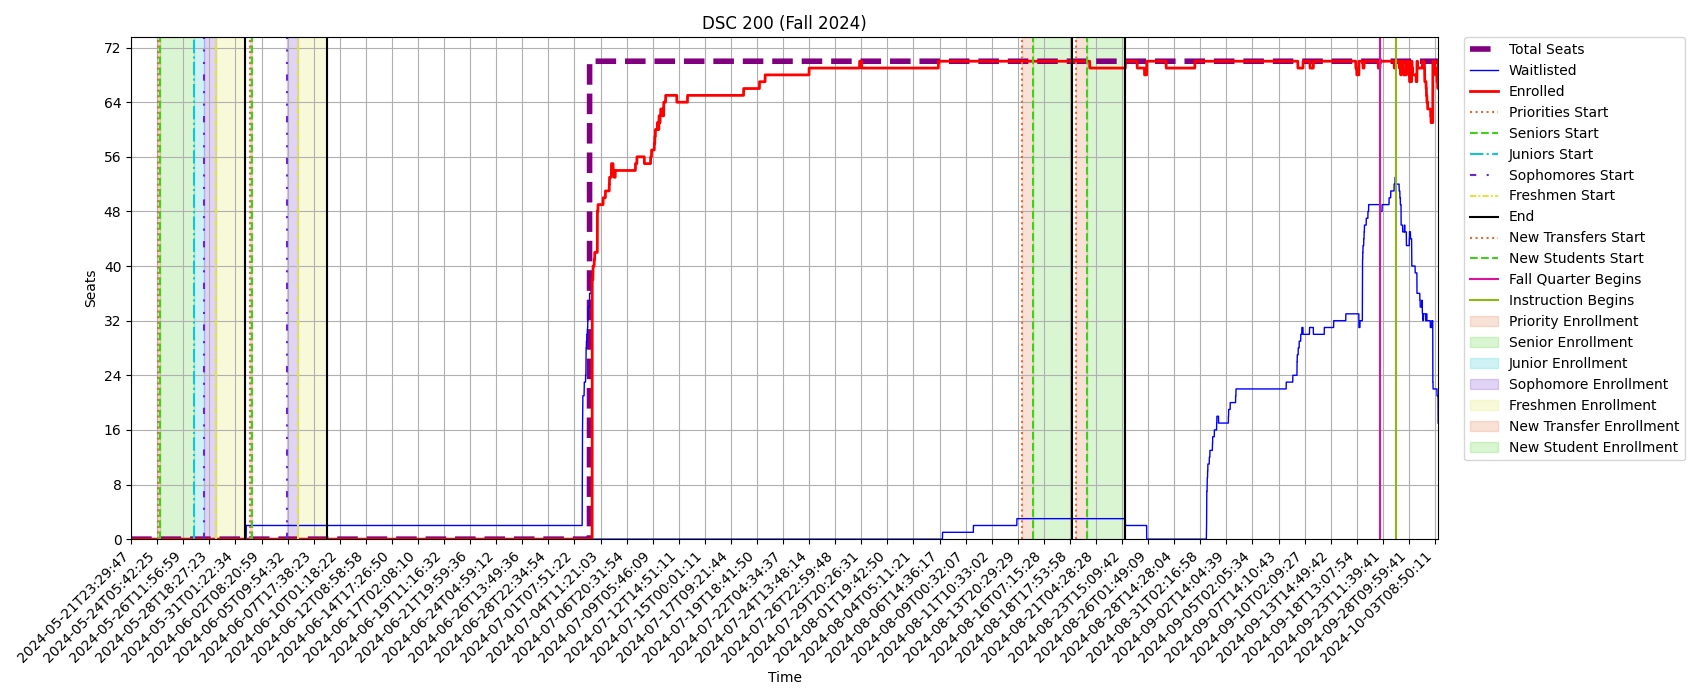 DSC 200 (Fall 2024)
72
64
56
48
40
32
24
16
8
0
Seats
2024-05-21T23:29:47
2024-05-24T05:42:25
2024-05-26T11:56:59
2024-05-28T18:27:23
2024-05-31T01:22:34
2024-06-02T08:20:59
2024-06-05T09:54:32
2024-06-07T17:38:23
2024-06-10T01:18:22
2024-06-12T08:58:58
2024-06-14T17:26:50
2024-06-17T02:08:10
2024-06-19T11:16:32
2024-06-21T19:59:36
2024-06-24T04:59:12
2024-06-26T13:49:36
2024-06-28T22:34:54
2024-07-01T07:51:22
2024-07-04T11:21:03
2024-07-06T20:31:54
2024-07-09T05:46:09
2024-07-12T14:51:11
2024-07-15T00:01:11
2024-07-17T09:21:44
2024-07-19T18:41:50
2024-07-22T04:34:37
2024-07-24T13:48:14
2024-07-26T22:59:48
2024-07-29T20:26:31
2024-08-01T19:42:50
2024-08-04T05:11:21
2024-08-06T14:36:17
2024-08-09T00:32:07
2024-08-11T10:33:02
2024-08-13T20:29:29
2024-08-16T07:15:28
2024-08-18T17:53:58
2024-08-21T04:28:28
2024-08-23T15:09:42
2024-08-26T01:49:09
2024-08-28T14:28:04
2024-08-31T02:16:58
2024-09-02T14:04:39
2024-09-05T02:05:34
2024-09-07T14:10:43
2024-09-10T02:09:27
2024-09-13T14:49:42
2024-09-18T13:07:54
2024-09-23T11:39:41
2024-09-28T09:59:41
2024-10-03T08:50:11
Time
Total Seats
Waitlisted
Enrolled
Priorities Start
Seniors Start
Juniors Start
Sophomores Start
Freshmen Start
End
New Transfers Start
New Students Start
Fall Quarter Begins
Instruction Begins
Priority Enrollment
Senior Enrollment
Junior Enrollment
Sophomore Enrollment
Freshmen Enrollment
New Transfer Enrollment
New Student Enrollment